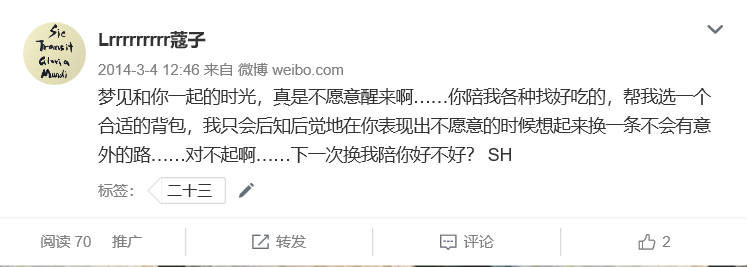 Sic
Transit
Gloria
Mundi
Lrrrrrrrrr蔻子
2014-3-4 12:46 来自 微博 weibo.com
梦见和你一起的时光，真是不愿意醒来啊……你陪我各种找好吃的，帮我选一个
合适的背包，我只会后知后觉地在你表现出不愿意的时候想起来换一条不会有意
外的路……对不起啊……下一次换我陪你好不好？ SH
标签： 二十三
阅读 70 推广 转发 评论 2